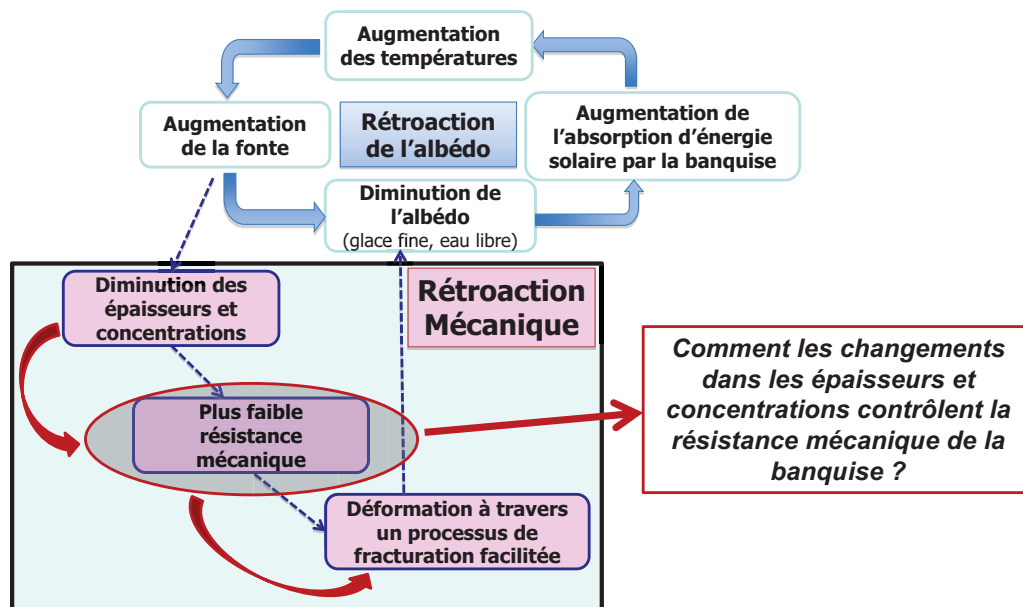 Augmentation
des températures
Augmentation
de la fonte
Rétroaction
de l'albédo
Augmentation de
l'absorption d'énergie
solaire par la banquise
Diminution de
l'albédo
(glace fine, eau libre)
Diminution des
épaisseurs et
concentrations
Rétroaction
Mécanique
Plus faible
résistance
mécanique
Déformation à travers
un processus de
fracturation facilitée
Comment les changements
dans les épaisseurs et
concentrations contrôlent la
résistance mécanique de la
banquise ?